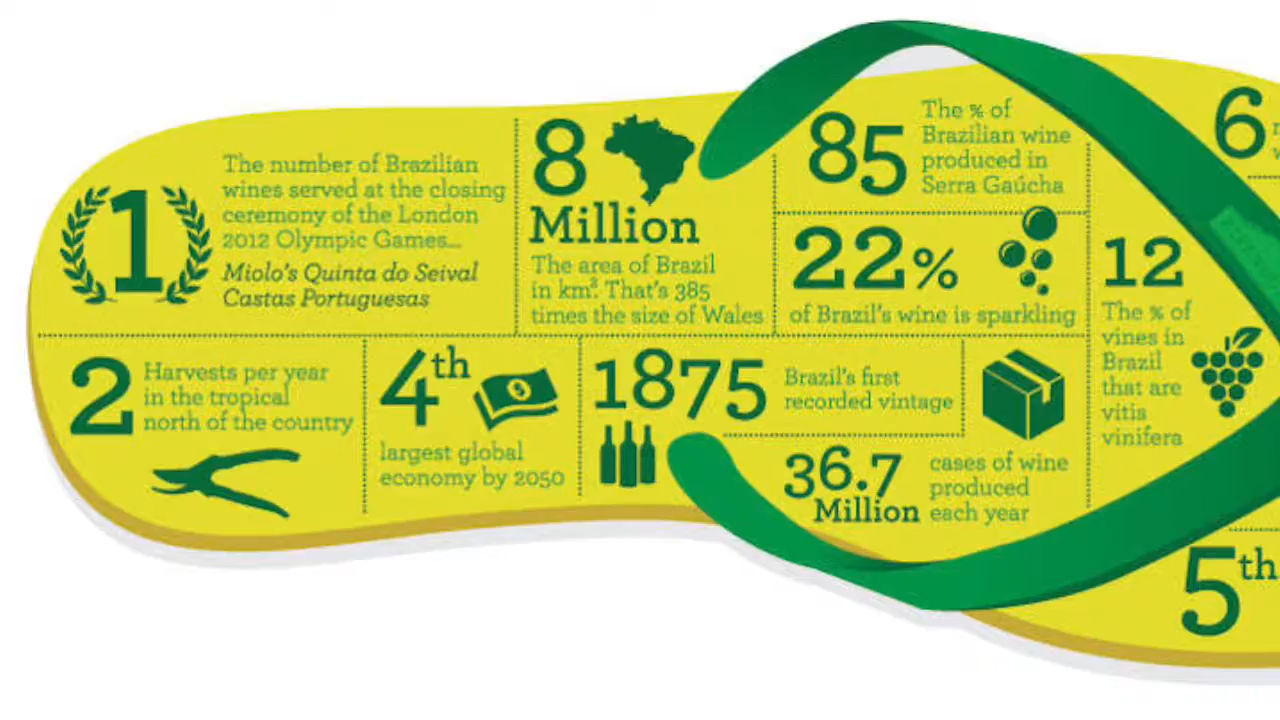 1
The number of Brazilian
wines served at the closing
ceremony of the London
2012 Olympic Games...
Miolo's Quinta do Seival
Castas Portuguesas
8
Million
The area of Brazil
in km². That's 385
times the size of Wales
85
The % of
Brazilian wine
produced in
Serra Gaúcha
22%
of Brazil's wine is sparkling
2
Harvests per year
in the tropical
north of the country
4th
largest global
economy by 2050
1875
Brazil's first
recorded vintage
36.7
Million
cases of wine
produced
each year
12
The % of
vines in
Brazil
that are
vitis
vinifera
6
5th